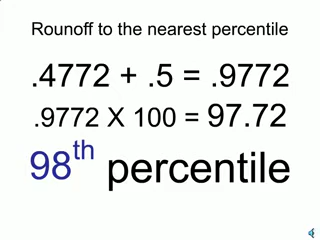 Rounoff to the nearest percentile
.4772 + .5 = .9772
.9772 X 100 = 97.72
98th percentile